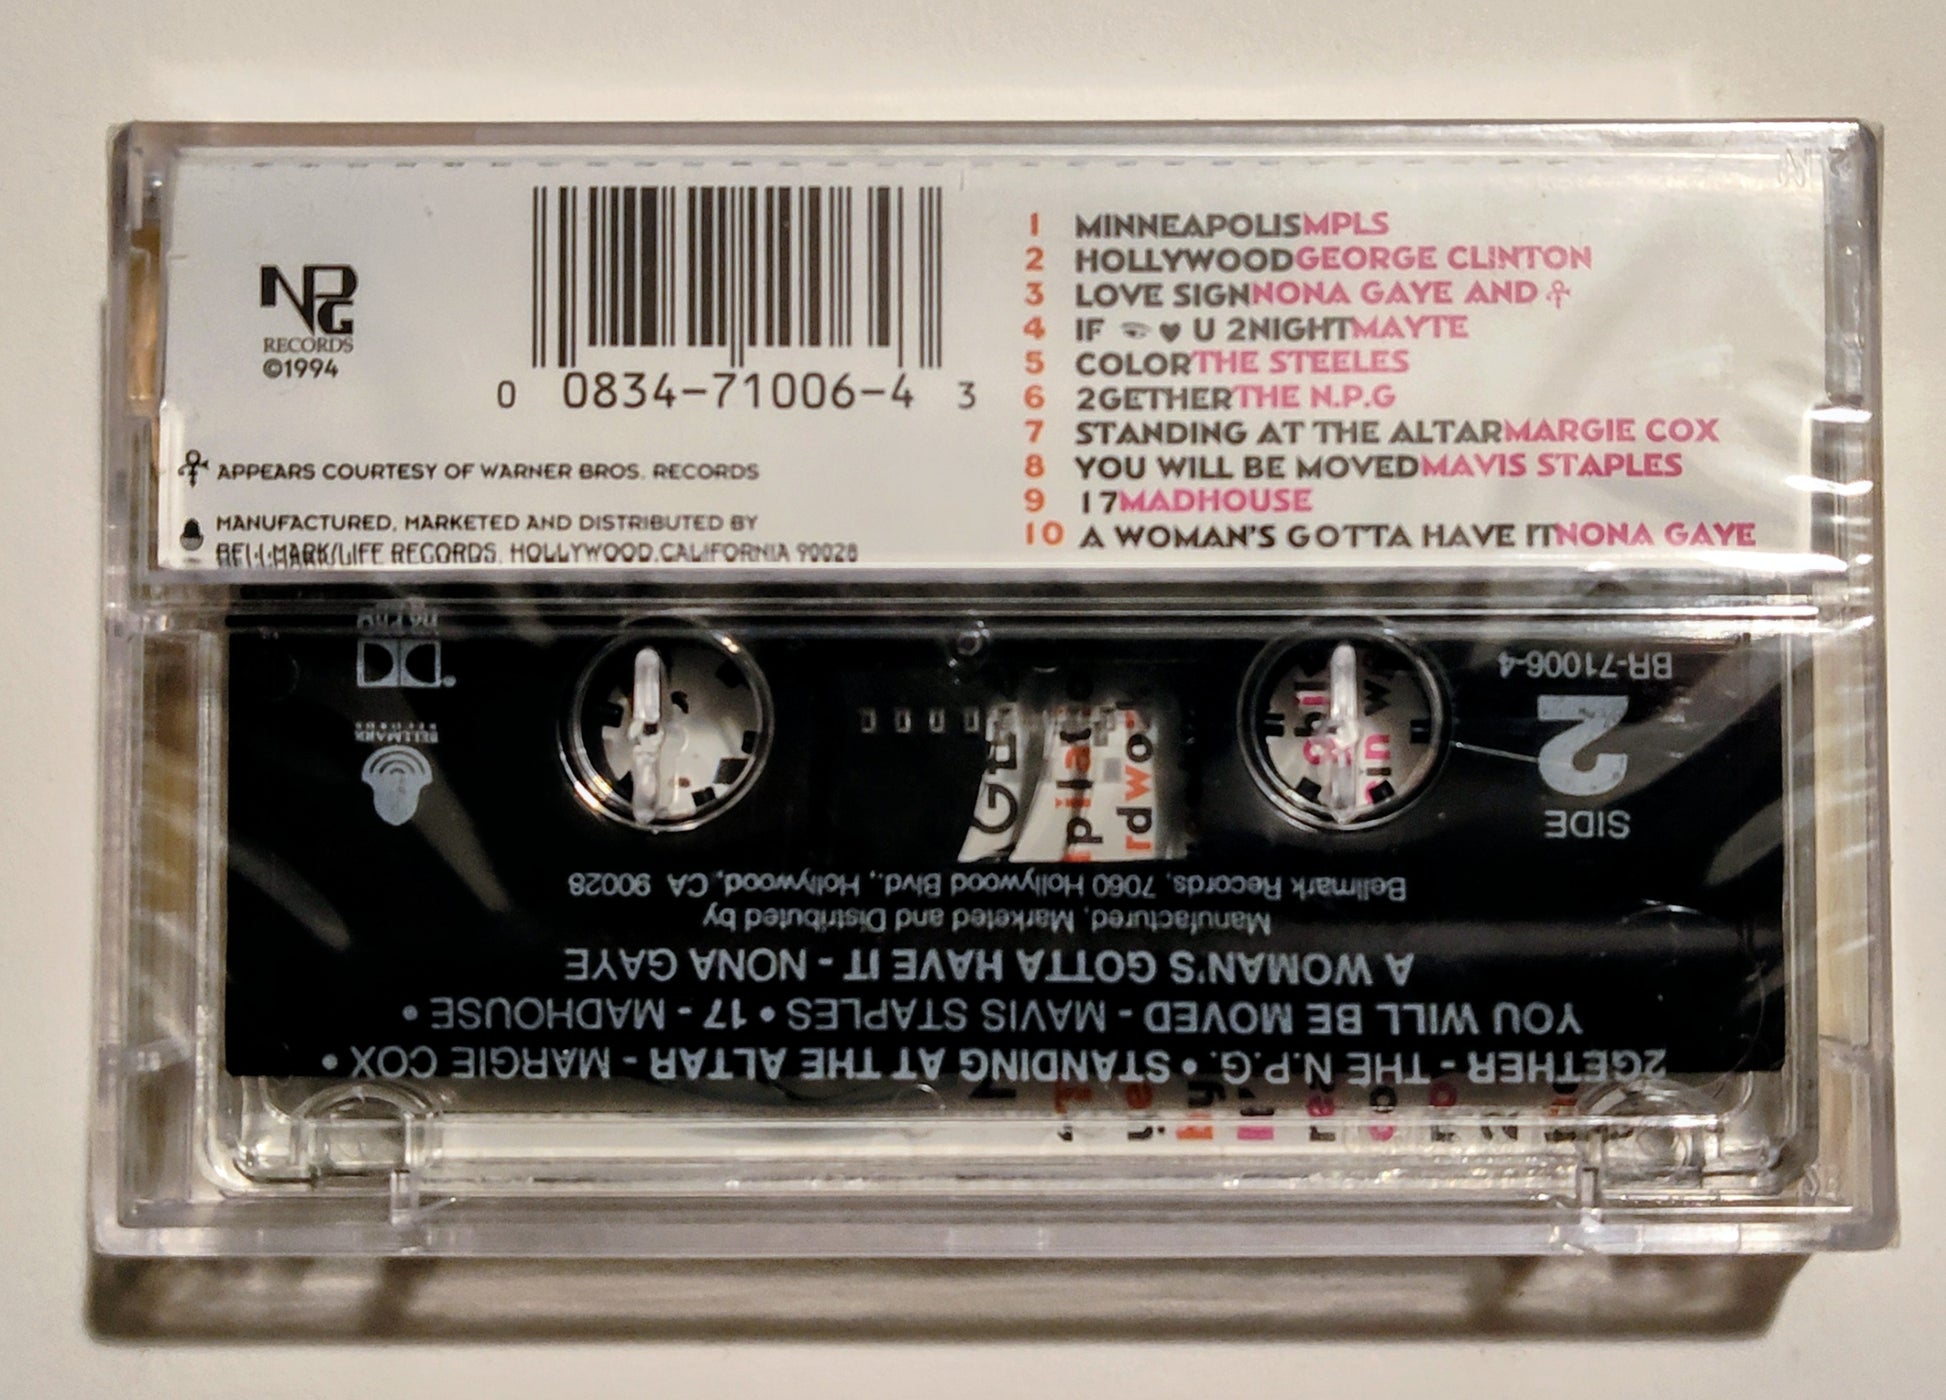 NPG
RECORDS
©1994
0 0834-71006-4 3
APPEARS COURTESY OF WARNER BROS. RECORDS
MANUFACTURED, MARKETED AND DISTRIBUTED BY
BELLMARK/LIFE RECORDS, HOLLYWOOD, CALIFORNIA 90028
1 MINNEAPOLIS MPLS
2 HOLLYWOOD GEORGE CLINTON
3 LOVE SIGN NONA GAYE AND
4 IF 👁 ♥ U 2NIGHT MAYTE
5 COLOR THE STEELES
6 2GETHER THE N.P.G
7 STANDING AT THE ALTAR MARGIE COX
8 YOU WILL BE MOVED MAVIS STAPLES
9 17 MADHOUSE
10 A WOMAN'S GOTTA HAVE IT NONA GAYE
2GETHER - THE N.P.G. • STANDING AT THE ALTAR - MARGIE COX •
YOU WILL BE MOVED - MAVIS STAPLES • 17 - MADHOUSE •
A WOMAN'S GOTTA HAVE IT - NONA GAYE
Manufactured, Marketed and Distributed by
Bellmark Records, 7060 Hollywood Blvd., Hollywood, CA 90028
SIDE
2
BR-71006-4
BELLMARK
RECORDS